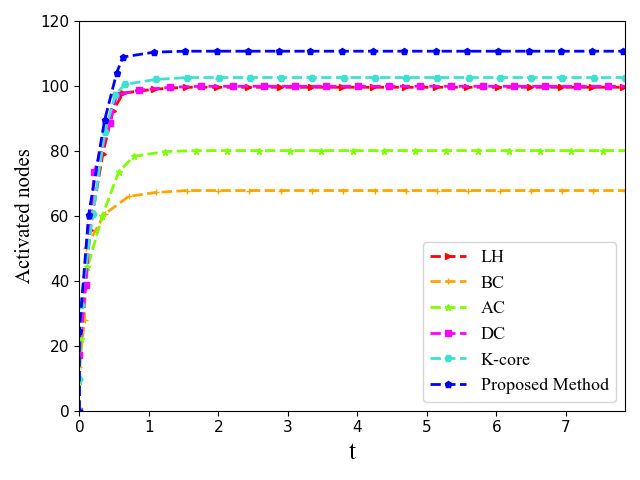 120
100
80
60
40
20
0
Activated nodes
0 1 2 3 4 5 6 7
t
LH
BC
AC
DC
K-core
Proposed Method